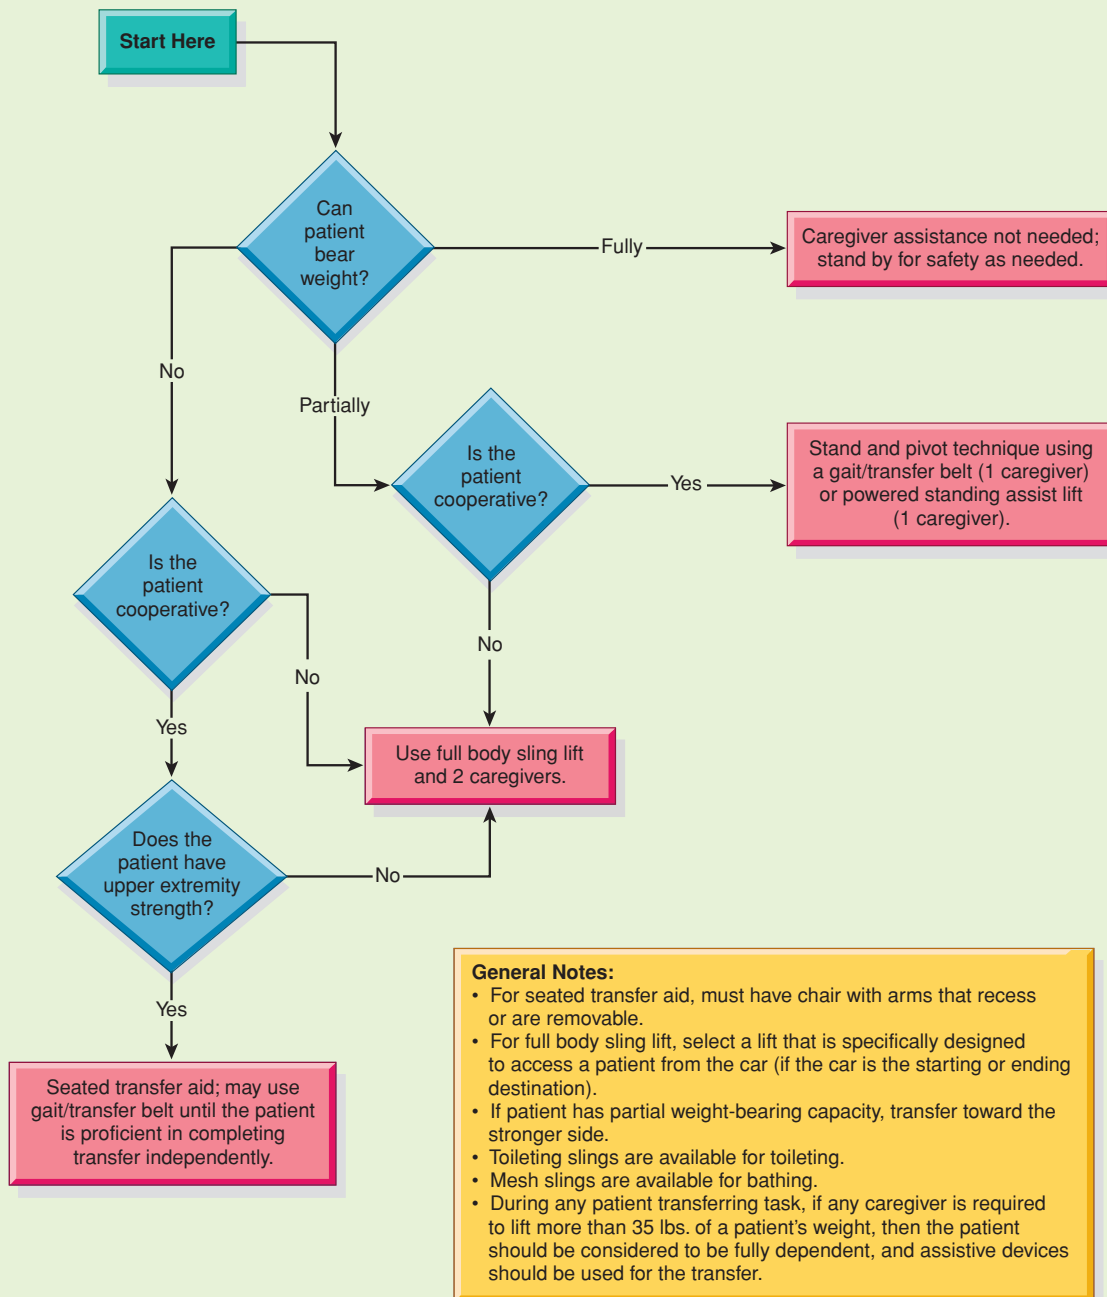 Start Here
Can
patient
bear
weight?
Fully
Caregiver assistance not needed;
stand by for safety as needed.
No
Partially
Is the
patient
cooperative?
Yes
Stand and pivot technique using
a gait/transfer belt (1 caregiver)
or powered standing assist lift
(1 caregiver).
Is the
patient
cooperative?
No
No
Yes
Use full body sling lift
and 2 caregivers.
Does the
patient have
upper extremity
strength?
No
Yes
Seated transfer aid; may use
gait/transfer belt until the patient
is proficient in completing
transfer independently.
General Notes:
• For seated transfer aid, must have chair with arms that recess
or are removable.
• For full body sling lift, select a lift that is specifically designed
to access a patient from the car (if the car is the starting or ending
destination).
• If patient has partial weight-bearing capacity, transfer toward the
stronger side.
• Toileting slings are available for toileting.
• Mesh slings are available for bathing.
• During any patient transferring task, if any caregiver is required
to lift more than 35 lbs. of a patient's weight, then the patient
should be considered to be fully dependent, and assistive devices
should be used for the transfer.